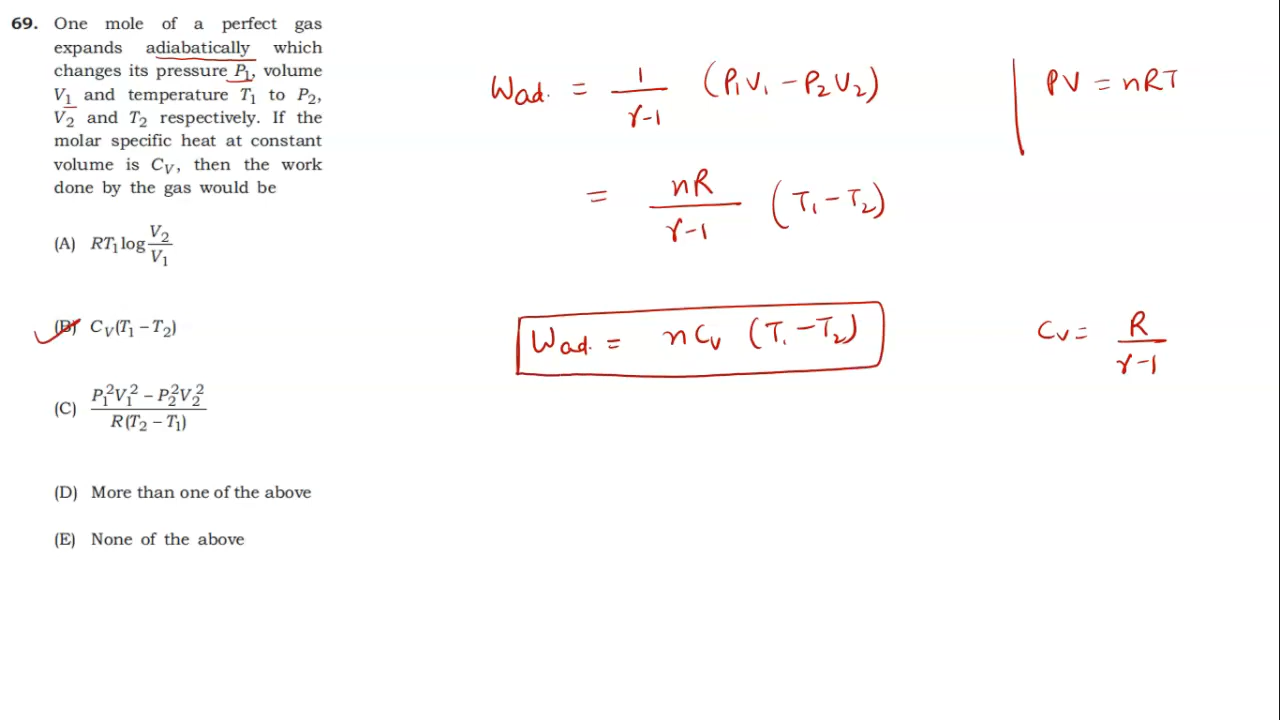 69. One mole of a perfect gas
expands adiabatically which
changes its pressure P₁, volume
V₁ and temperature T₁ to P₂,
V₂ and T₂ respectively. If the
molar specific heat at constant
volume is C_V, then the work
done by the gas would be
(A) RT₁ log V₂/V₁
(B) C_V(T₁ − T₂)
(C) (P₁²V₁² − P₂²V₂²)/(R(T₂ − T₁))
(D) More than one of the above
(E) None of the above
Wad. = 1/(γ−1) (P₁V₁ − P₂V₂)
PV = nRT
= nR/(γ−1) (T₁ − T₂)
Wad. = nCv (T₁ − T₂)
Cv = R/(γ−1)